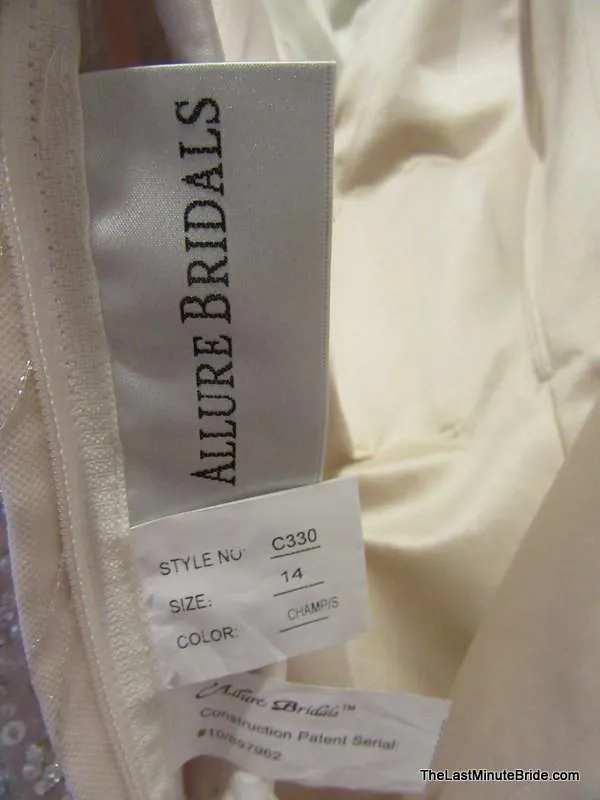 ALLURE BRIDALS
STYLE NO: C330
SIZE: 14
COLOR: CHAMP/S
Allure Bridals™
Construction Patent Serial:
#10/897962
TheLastMinuteBride.com